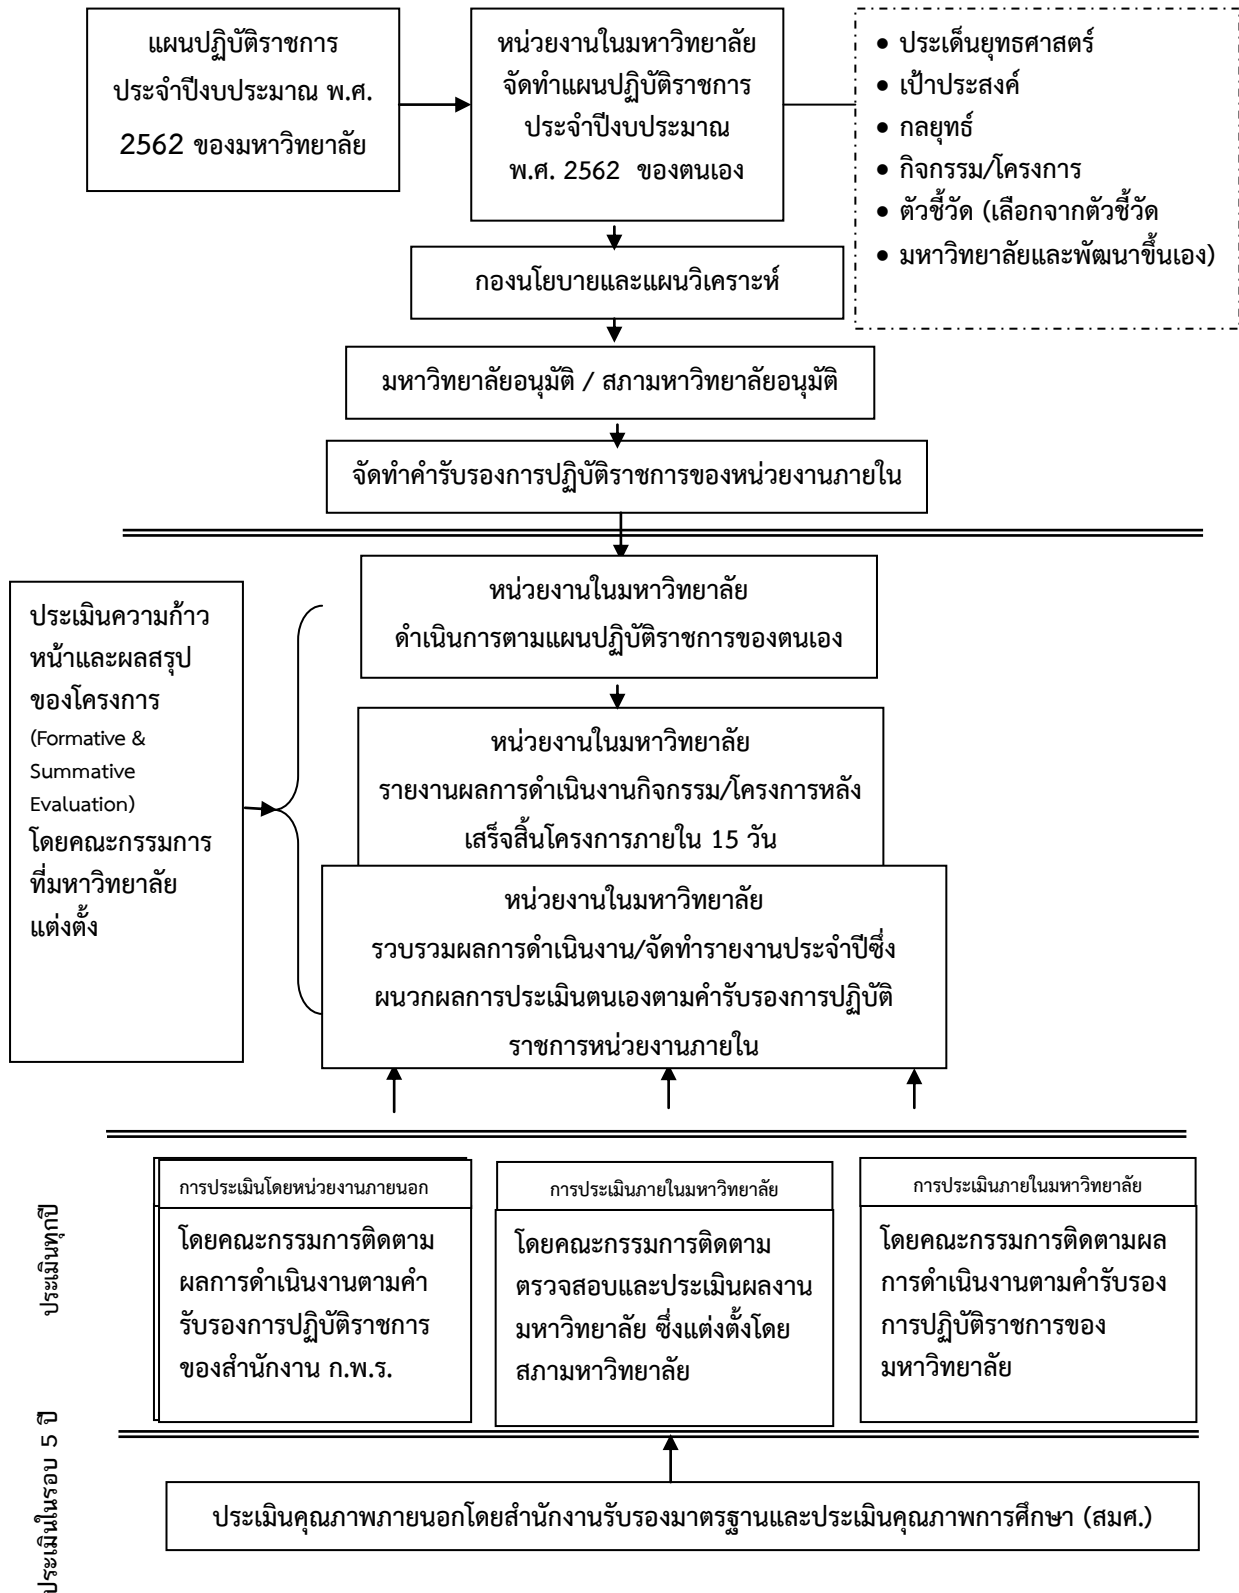 แผนปฏิบัติราชการ
ประจำปีงบประมาณ พ.ศ.
2562 ของมหาวิทยาลัย
หน่วยงานในมหาวิทยาลัย
จัดทำแผนปฏิบัติราชการ
ประจำปีงบประมาณ
พ.ศ. 2562 ของตนเอง
• ประเด็นยุทธศาสตร์
• เป้าประสงค์
• กลยุทธ์
• กิจกรรม/โครงการ
• ตัวชี้วัด (เลือกจากตัวชี้วัด
• มหาวิทยาลัยและพัฒนาขึ้นเอง)
กองนโยบายและแผนวิเคราะห์
มหาวิทยาลัยอนุมัติ / สภามหาวิทยาลัยอนุมัติ
จัดทำคำรับรองการปฏิบัติราชการของหน่วยงานภายใน
หน่วยงานในมหาวิทยาลัย
ดำเนินการตามแผนปฏิบัติราชการของตนเอง
ประเมินความก้าว
หน้าและผลสรุป
ของโครงการ
(Formative &
Summative
Evaluation)
โดยคณะกรรมการ
ที่มหาวิทยาลัย
แต่งตั้ง
หน่วยงานในมหาวิทยาลัย
รายงานผลการดำเนินงานกิจกรรม/โครงการหลัง
เสร็จสิ้นโครงการภายใน 15 วัน
หน่วยงานในมหาวิทยาลัย
รวบรวมผลการดำเนินงาน/จัดทำรายงานประจำปีซึ่ง
ผนวกผลการประเมินตนเองตามคำรับรองการปฏิบัติ
ราชการหน่วยงานภายใน
ประเมินทุกปี
การประเมินโดยหน่วยงานภายนอก
โดยคณะกรรมการติดตาม
ผลการดำเนินงานตามคำ
รับรองการปฏิบัติราชการ
ของสำนักงาน ก.พ.ร.
การประเมินภายในมหาวิทยาลัย
โดยคณะกรรมการติดตาม
ตรวจสอบและประเมินผลงาน
มหาวิทยาลัย ซึ่งแต่งตั้งโดย
สภามหาวิทยาลัย
การประเมินภายในมหาวิทยาลัย
โดยคณะกรรมการติดตามผล
การดำเนินงานตามคำรับรอง
การปฏิบัติราชการของ
มหาวิทยาลัย
ประเมินในรอบ 5 ปี
ประเมินคุณภาพภายนอกโดยสำนักงานรับรองมาตรฐานและประเมินคุณภาพการศึกษา (สมศ.)